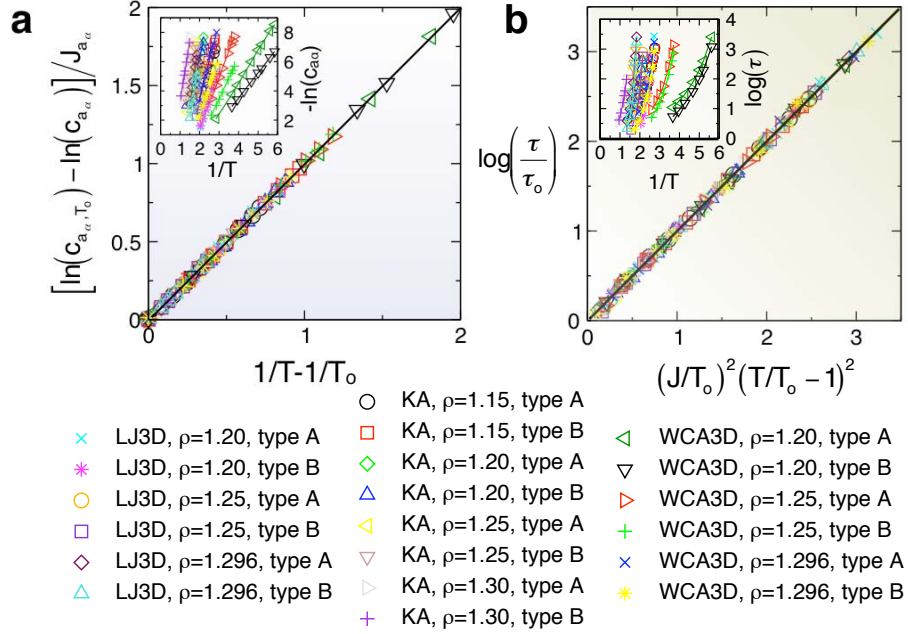 a
[ln(c_{a_α,T_o}) − ln(c_{a_α})]/J_{a_α}
2
1.5
1
0.5
0
0 1 2
1/T-1/T_o
8
6
4
2
-ln(c_{aα})
0 1 2 3 4 5 6
1/T
b
log(τ/τ_o)
3
2
1
0
0 1 2 3
(J/T_o)^2(T/T_o − 1)^2
4
3
2
1
0
log(τ)
0 1 2 3 4 5 6
1/T
LJ3D, ρ=1.20, type A
LJ3D, ρ=1.20, type B
LJ3D, ρ=1.25, type A
LJ3D, ρ=1.25, type B
LJ3D, ρ=1.296, type A
LJ3D, ρ=1.296, type B
KA, ρ=1.15, type A
KA, ρ=1.15, type B
KA, ρ=1.20, type A
KA, ρ=1.20, type B
KA, ρ=1.25, type A
KA, ρ=1.25, type B
KA, ρ=1.30, type A
KA, ρ=1.30, type B
WCA3D, ρ=1.20, type A
WCA3D, ρ=1.20, type B
WCA3D, ρ=1.25, type A
WCA3D, ρ=1.25, type B
WCA3D, ρ=1.296, type A
WCA3D, ρ=1.296, type B